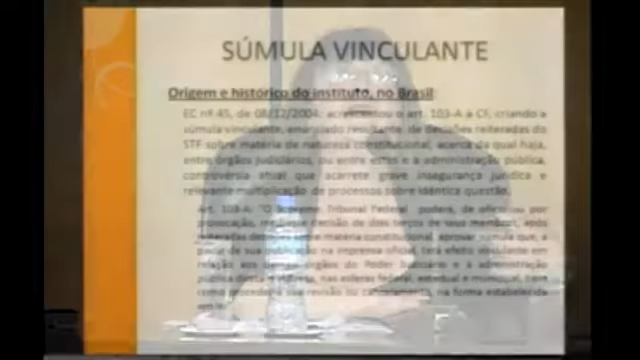 SÚMULA VINCULANTE
Origem e histórico do instituto, no Brasil:
EC nº 45, de 08/12/2004: acrescentou o art. 103-A à CF, criando a
súmula vinculante, enunciado resultante de decisões reiteradas do
STF sobre matéria de natureza constitucional, acerca da qual haja,
entre órgãos judiciários, ou entre estes e a administração pública,
controvérsia atual que acarrete grave insegurança jurídica e
relevante multiplicação de processos sobre idêntica questão.
Art. 103-A: "O Supremo Tribunal Federal poderá, de ofício ou por
provocação, mediante decisão de dois terços de seus membros, após
reiteradas decisões sobre matéria constitucional, aprovar súmula que, a
partir de sua publicação na imprensa oficial, terá efeito vinculante em
relação aos demais órgãos do Poder Judiciário e à administração
pública direta e indireta, nas esferas federal, estadual e municipal, bem
como proceder à sua revisão ou cancelamento, na forma estabelecida